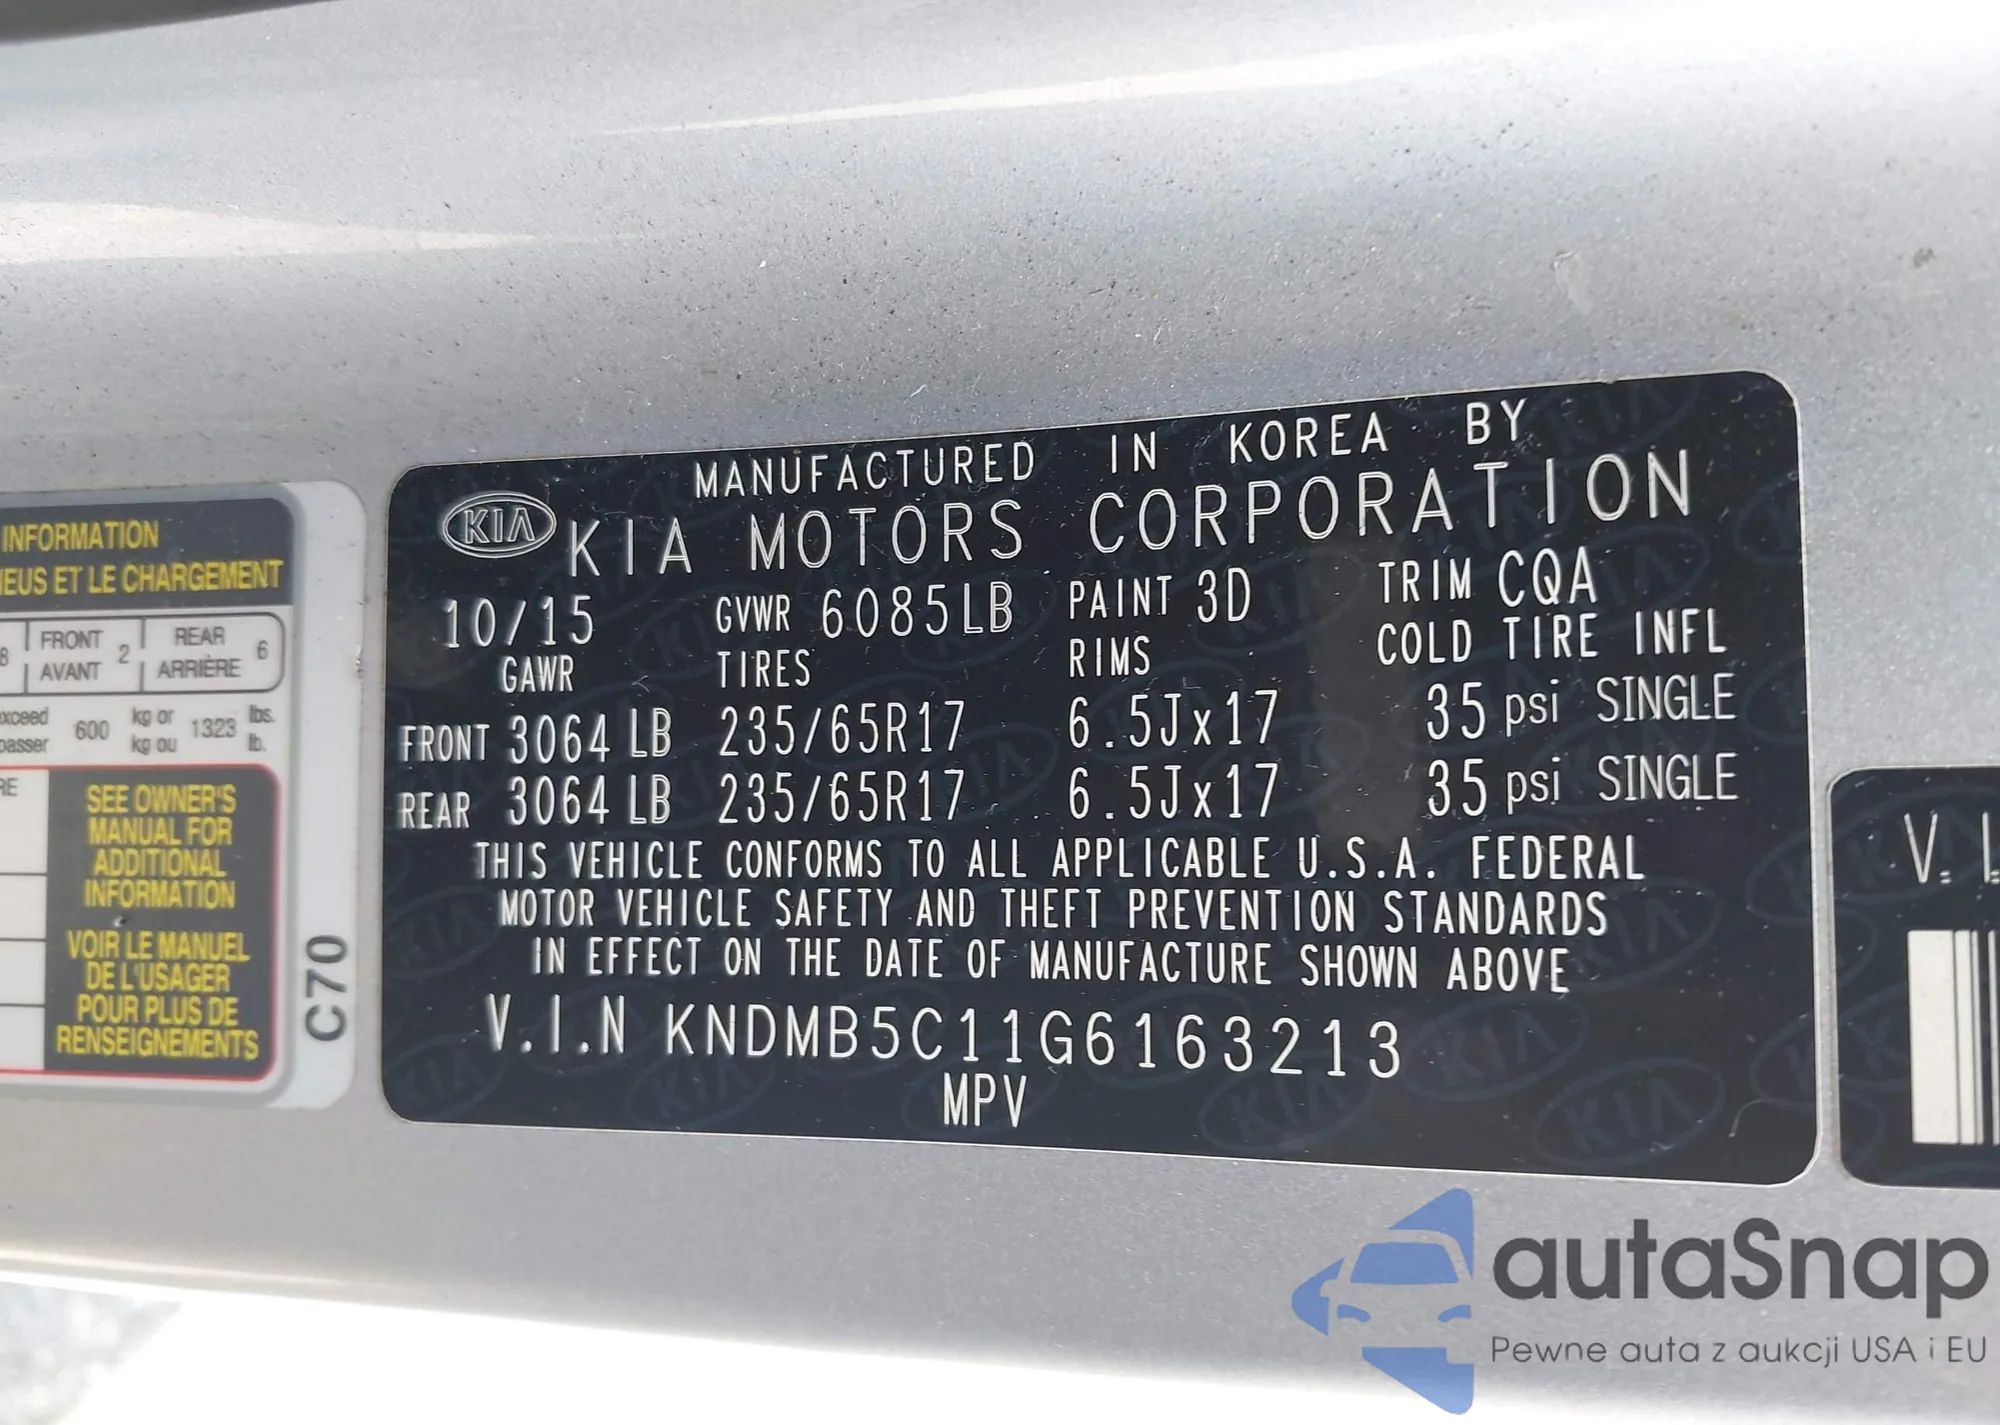 INFORMATION
NEUS ET LE CHARGEMENT
8 FRONT AVANT 2 REAR ARRIÈRE 6
exceed 600 kg or 1323 lbs.
passer kg ou lb.
RE
SEE OWNER'S
MANUAL FOR
ADDITIONAL
INFORMATION
VOIR LE MANUEL
DE L'USAGER
POUR PLUS DE
RENSEIGNEMENTS
C70
MANUFACTURED IN KOREA BY
KIA KIA MOTORS CORPORATION
10/15 GVWR 6085LB PAINT 3D TRIM CQA
GAWR TIRES RIMS COLD TIRE INFL
FRONT 3064 LB 235/65R17 6.5Jx17 35 psi SINGLE
REAR 3064 LB 235/65R17 6.5Jx17 35 psi SINGLE
THIS VEHICLE CONFORMS TO ALL APPLICABLE U.S.A. FEDERAL
MOTOR VEHICLE SAFETY AND THEFT PREVENTION STANDARDS
IN EFFECT ON THE DATE OF MANUFACTURE SHOWN ABOVE
V.I.N KNDMB5C11G6163213
MPV
V. I.
autaSnap
Pewne auta z aukcji USA i EU